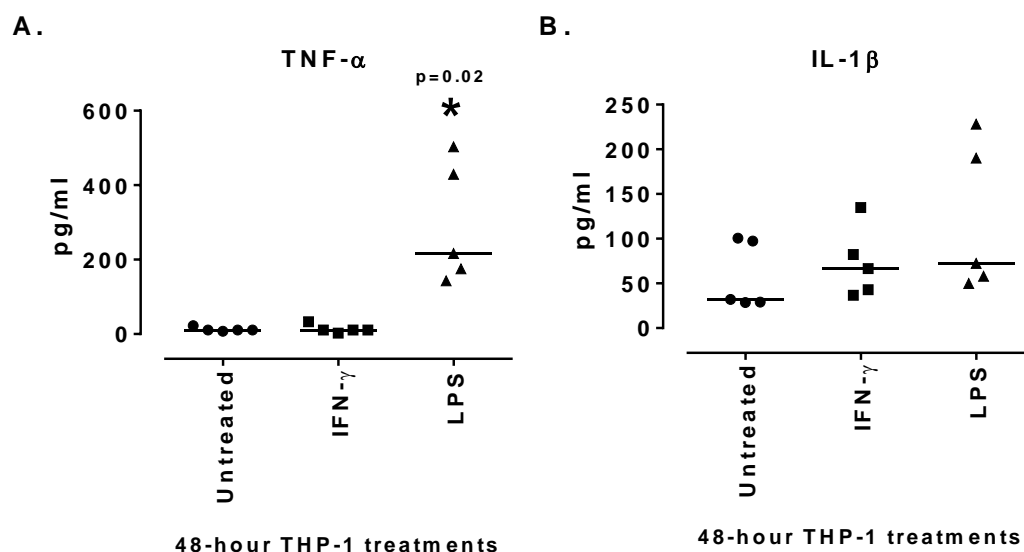 A.
TNF-α
p=0.02
*
600
400
200
0
pg/ml
Untreated
IFN-γ
LPS
48-hour THP-1 treatments
B.
IL-1β
250
200
150
100
50
0
pg/ml
Untreated
IFN-γ
LPS
48-hour THP-1 treatments